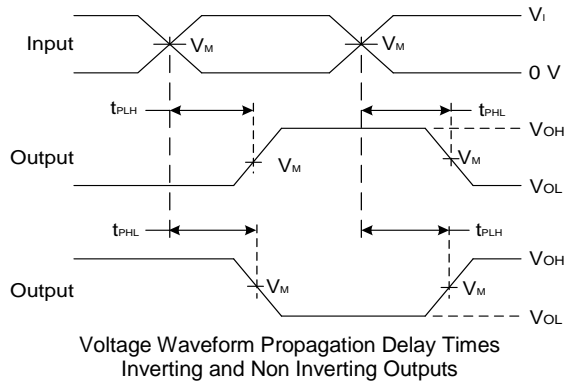 VI
Input
VM
VM
0 V
tPLH
tPHL
VOH
Output
VM
VM
VOL
tPHL
tPLH
VOH
Output
VM
VM
VOL
Voltage Waveform Propagation Delay Times
Inverting and Non Inverting Outputs